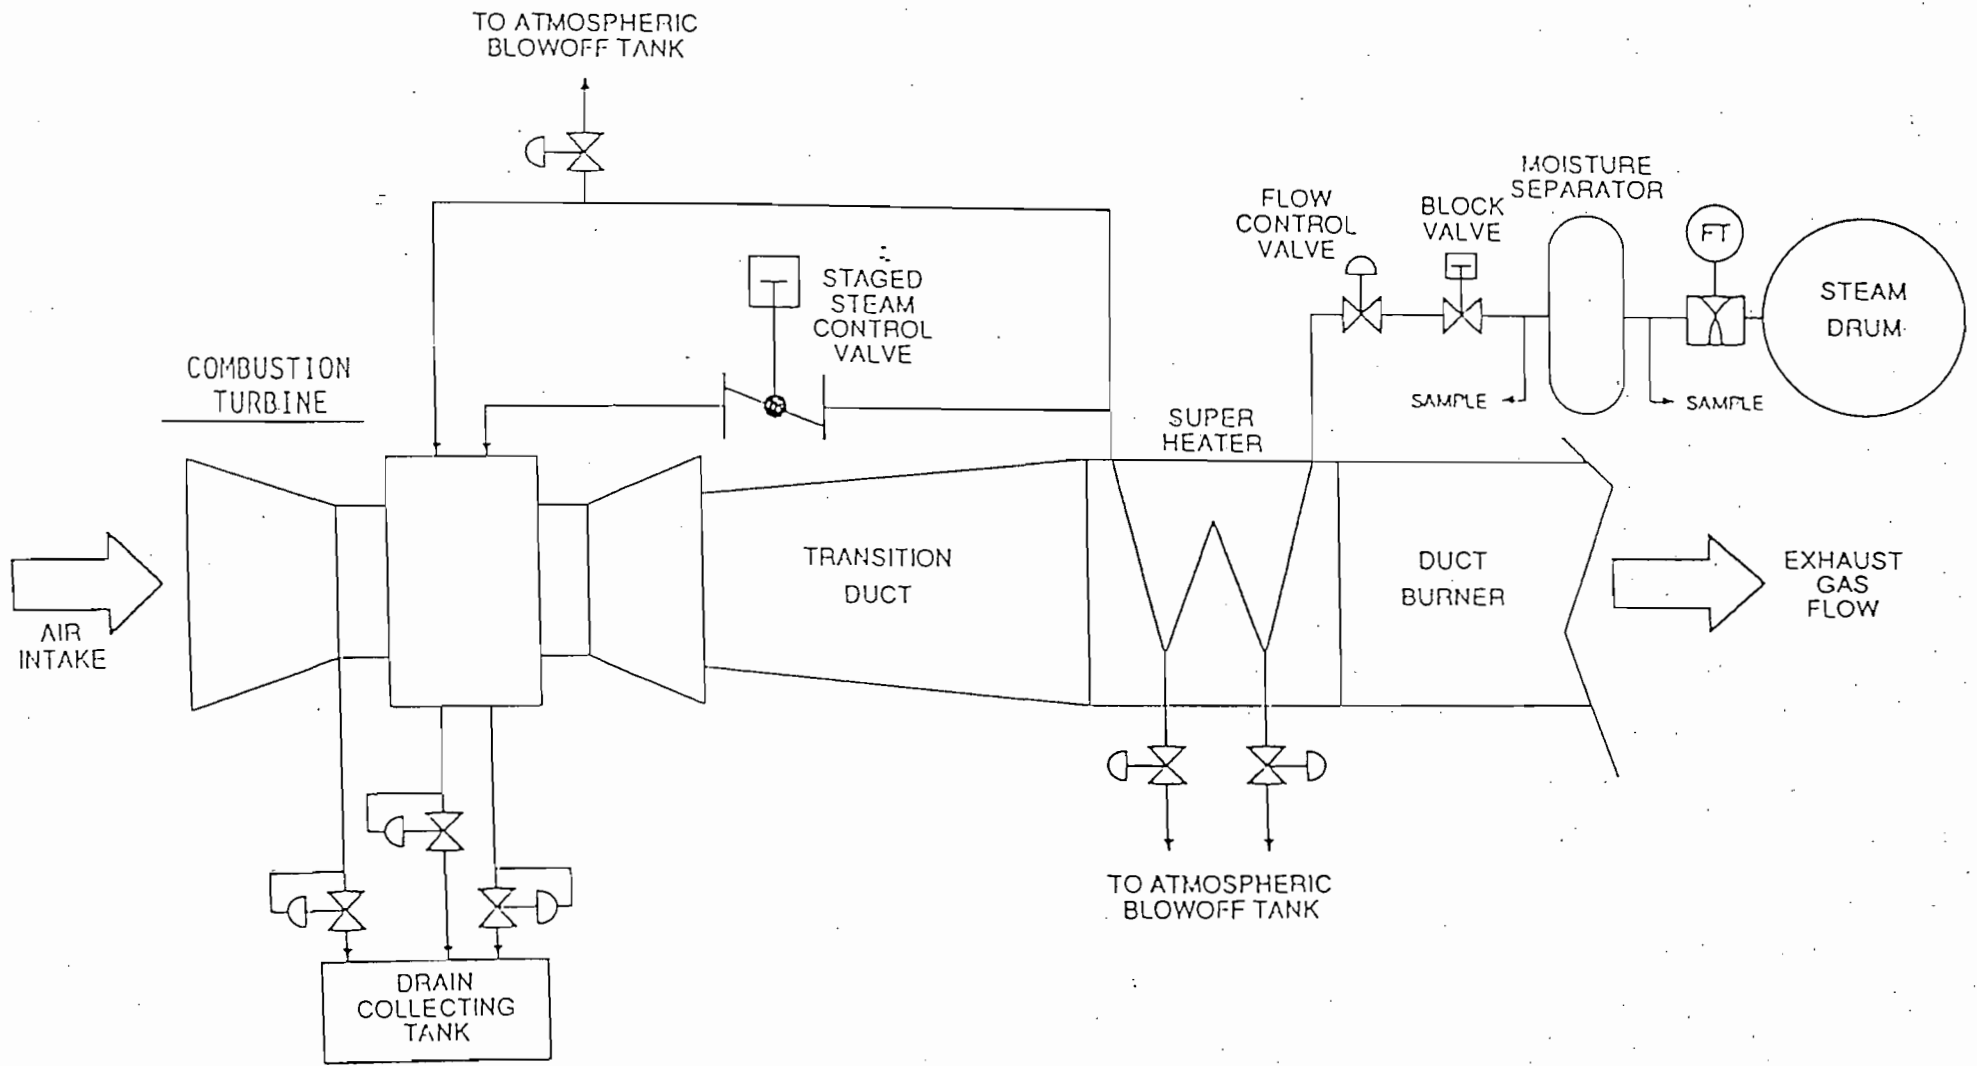 TO ATMOSPHERIC
BLOWOFF TANK
MOISTURE
SEPARATOR
FLOW
CONTROL
VALVE
BLOCK
VALVE
FT
STEAM
DRUM
STAGED
STEAM
CONTROL
VALVE
COMBUSTION
TURBINE
SAMPLE
SAMPLE
SUPER
HEATER
TRANSITION
DUCT
DUCT
BURNER
EXHAUST
GAS
FLOW
AIR
INTAKE
TO ATMOSPHERIC
BLOWOFF TANK
DRAIN
COLLECTING
TANK